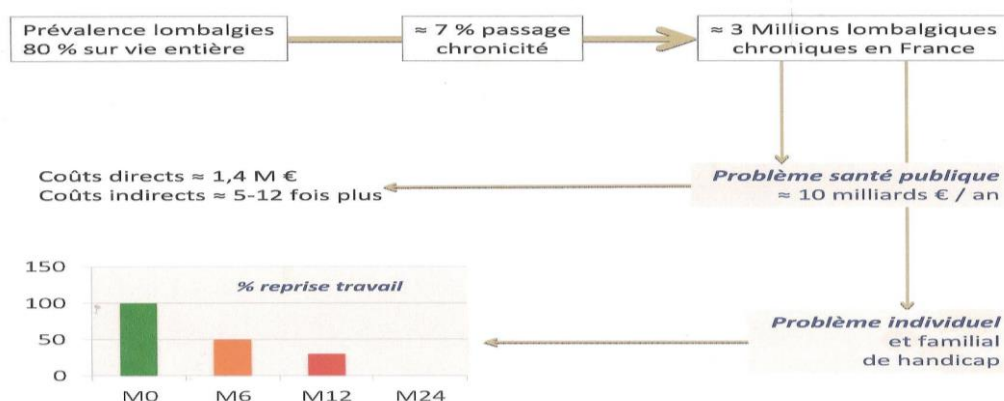 Prévalence lombalgies
80 % sur vie entière
≈ 7 % passage
chronicité
≈ 3 Millions lombalgiques
chroniques en France
Coûts directs ≈ 1,4 M €
Coûts indirects ≈ 5-12 fois plus
Problème santé publique
≈ 10 milliards € / an
% reprise travail
150
100
50
0
M0 M6 M12 M24
Problème individuel
et familial
de handicap